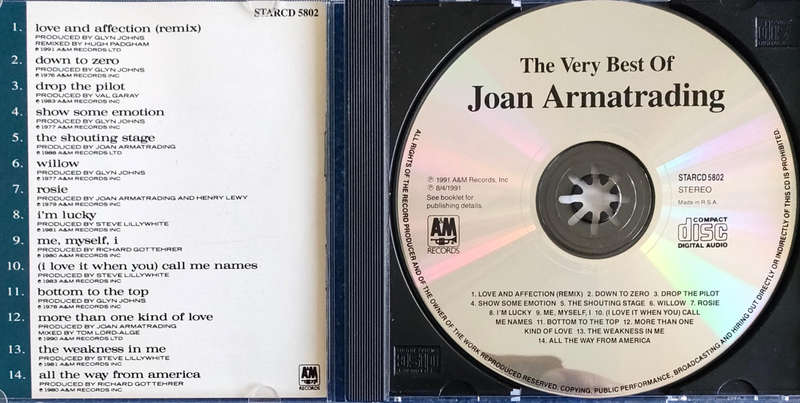 STARCD 5802
1. love and affection (remix)
PRODUCED BY GLYN JOHNS
REMIXED BY HUGH PADGHAM
℗1991 A&M RECORDS LTD
2. down to zero
PRODUCED BY GLYN JOHNS
℗1976 A&M RECORDS INC
3. drop the pilot
PRODUCED BY VAL GARAY
℗1983 A&M RECORDS INC
4. show some emotion
PRODUCED BY GLYN JOHNS
℗1977 A&M RECORDS INC
5. the shouting stage
PRODUCED BY JOAN ARMATRADING
℗1988 A&M RECORDS INC
6. willow
PRODUCED BY GLYN JOHNS
℗1977 A&M RECORDS INC
7. rosie
PRODUCED BY JOAN ARMATRADING AND HENRY LEWY
℗1979 A&M RECORDS INC
8. i'm lucky
PRODUCED BY STEVE LILLYWHITE
℗1981 A&M RECORDS INC
9. me, myself, i
PRODUCED BY RICHARD GOTTEHRER
℗1980 A&M RECORDS INC
10. (i love it when you) call me names
PRODUCED BY STEVE LILLYWHITE
℗1983 A&M RECORDS INC
11. bottom to the top
PRODUCED BY GLYN JOHNS
℗1978 A&M RECORDS INC
12. more than one kind of love
PRODUCED BY JOAN ARMATRADING
MIXED BY TOM LORD-ALGE
℗1990 A&M RECORDS LTD
13. the weakness in me
PRODUCED BY STEVE LILLYWHITE
℗1981 A&M RECORDS INC
14. all the way from america
PRODUCED BY RICHARD GOTTEHRER
℗1980 A&M RECORDS INC
A&M
RECORDS
The Very Best Of
Joan Armatrading
℗ 1991 A&M Records, Inc
℗ 8/4/1991
See booklet for
publishing details.
A&M
RECORDS
STARCD 5802
STEREO
Made in R.S.A.
COMPACT
disc
DIGITAL AUDIO
1. LOVE AND AFFECTION (REMIX) 2. DOWN TO ZERO 3. DROP THE PILOT
4. SHOW SOME EMOTION 5. THE SHOUTING STAGE 6. WILLOW 7. ROSIE
8. I'M LUCKY 9. ME, MYSELF, I 10. (I LOVE IT WHEN YOU) CALL
ME NAMES 11. BOTTOM TO THE TOP 12. MORE THAN ONE
KIND OF LOVE 13. THE WEAKNESS IN ME
14. ALL THE WAY FROM AMERICA
ALL RIGHTS OF THE RECORD PRODUCER AND OF THE OWNER OF THE WORK REPRODUCED RESERVED. COPYING, PUBLIC PERFORMANCE, BROADCASTING AND HIRING OUT DIRECTLY OR INDIRECTLY OF THIS CD IS PROHIBITED.